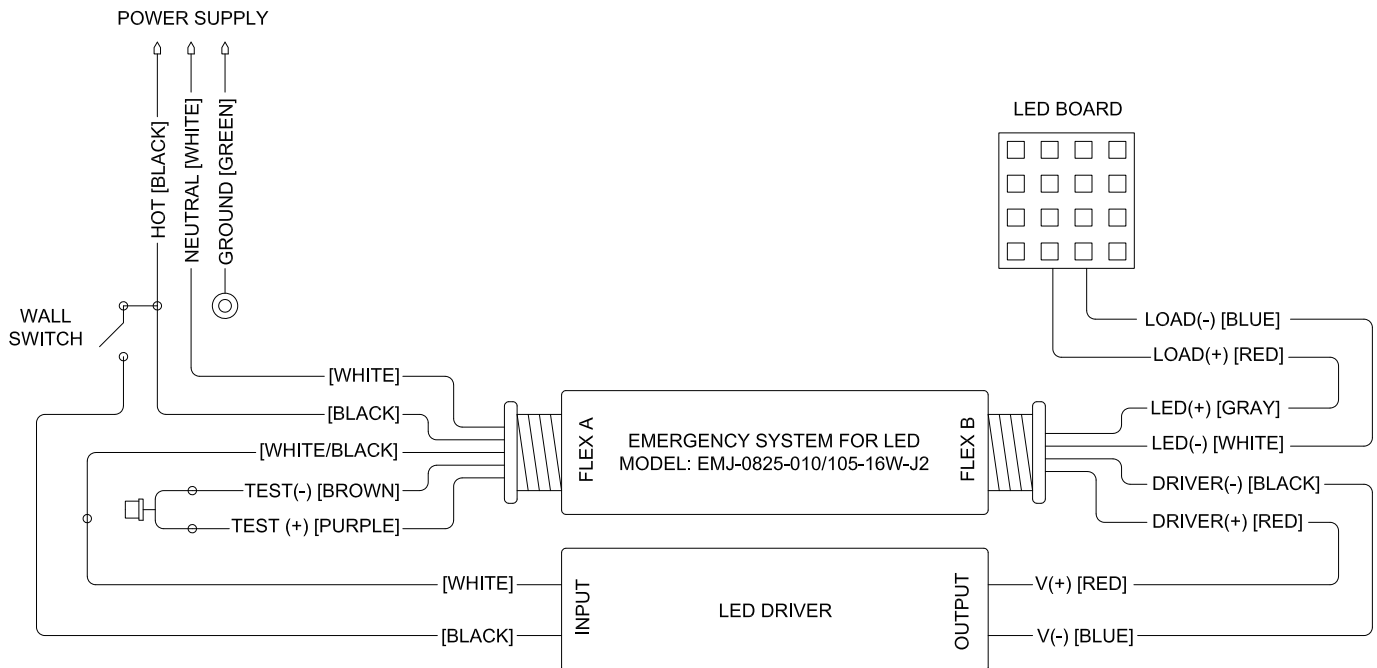 POWER SUPPLY
HOT [BLACK]
NEUTRAL [WHITE]
GROUND [GREEN]
LED BOARD
WALL
SWITCH
LOAD(-) [BLUE]
LOAD(+) [RED]
[WHITE]
[BLACK]
[WHITE/BLACK]
TEST(-) [BROWN]
TEST (+) [PURPLE]
FLEX A
EMERGENCY SYSTEM FOR LED
MODEL: EMJ-0825-010/105-16W-J2
FLEX B
LED(+) [GRAY]
LED(-) [WHITE]
DRIVER(-) [BLACK]
DRIVER(+) [RED]
[WHITE]
[BLACK]
INPUT
LED DRIVER
OUTPUT
V(+) [RED]
V(-) [BLUE]